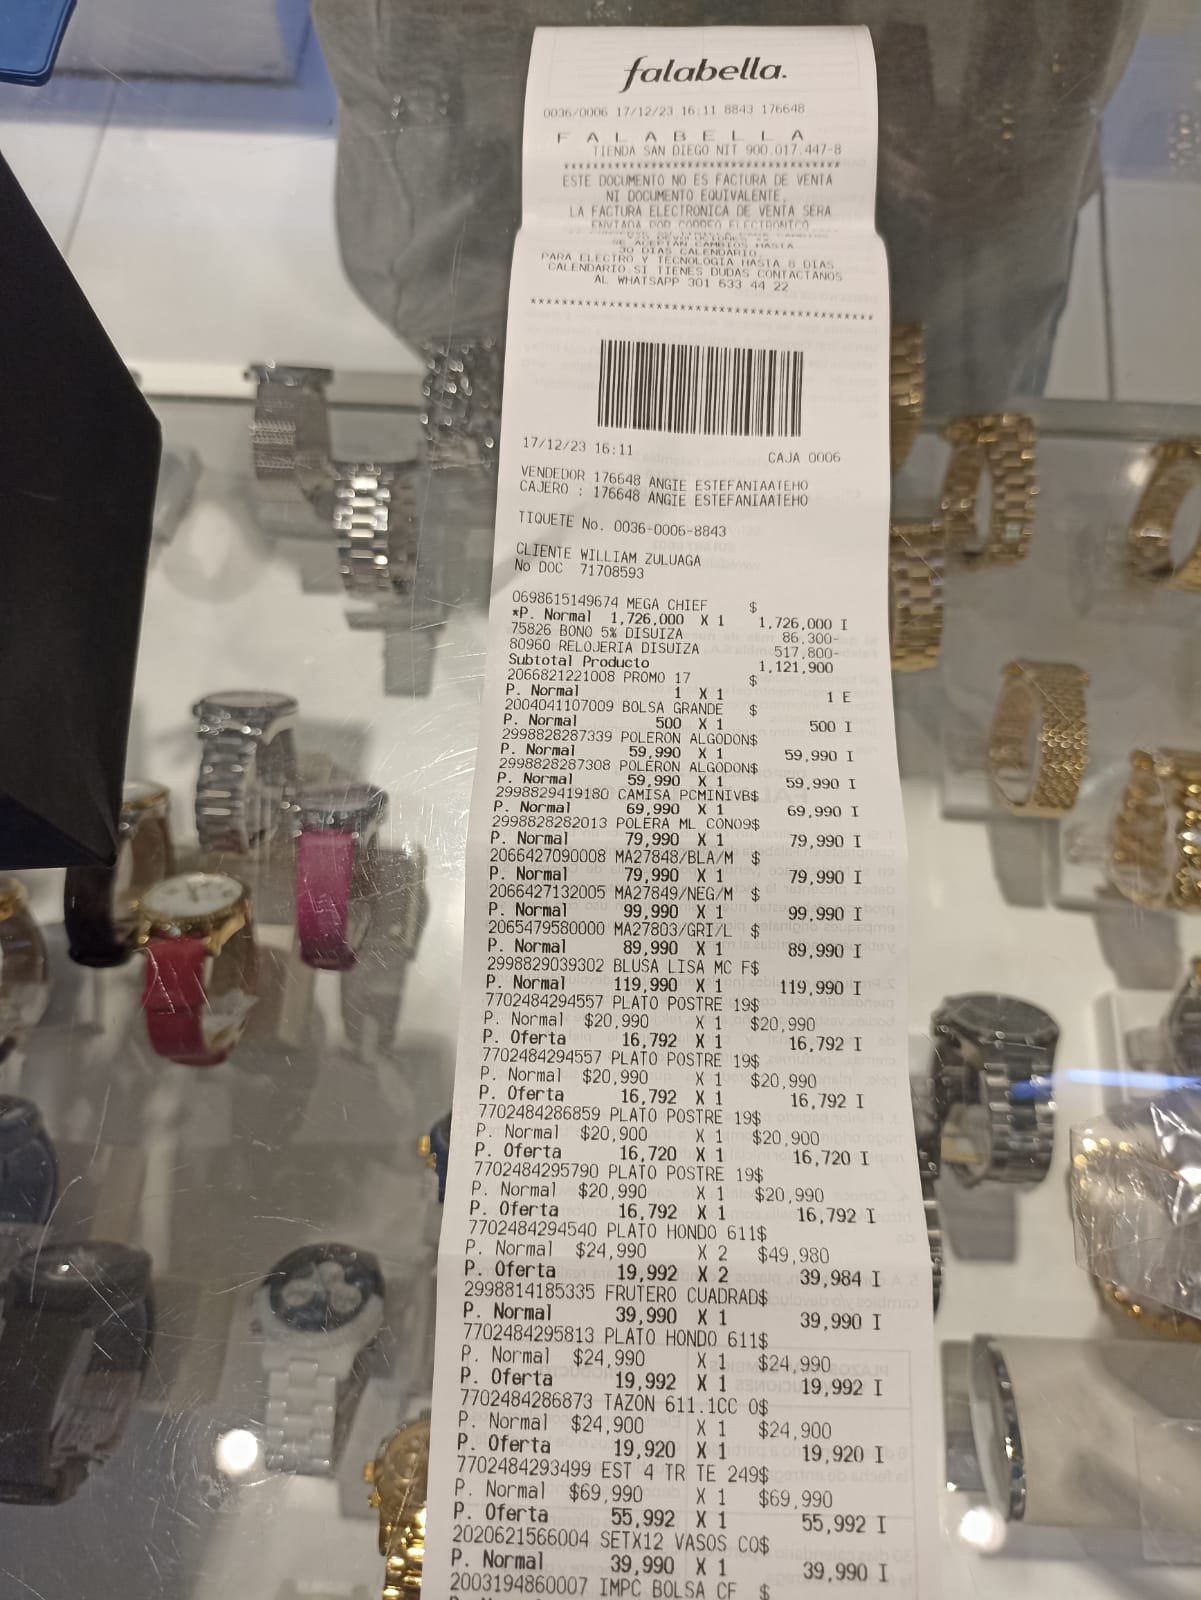 falabella.
0036/0006 17/12/23 16:11 8843 176648
F A L A B E L L A
TIENDA SAN DIEGO NIT 900.017.447-8
****************************************
ESTE DOCUMENTO NO ES FACTURA DE VENTA
NI DOCUMENTO EQUIVALENTE,
LA FACTURA ELECTRONICA DE VENTA SERA
ENVIADA POR CORREO ELECTRONICO
SE ACEPTAN CAMBIOS HASTA
30 DIAS CALENDARIO.
PARA ELECTRO Y TECNOLOGIA HASTA 8 DIAS
CALENDARIO.SI TIENES DUDAS CONTACTANOS
AL WHATSAPP 301 633 44 22
****************************************
17/12/23 16:11 CAJA 0006
VENDEDOR 176648 ANGIE ESTEFANIAATEHO
CAJERO : 176648 ANGIE ESTEFANIAATEHO
TIQUETE No. 0036-0006-8843
CLIENTE WILLIAM ZULUAGA
No DOC 71708593
0698615149674 MEGA CHIEF $
*P. Normal 1,726,000 X 1 1,726,000 I
75826 BONO 5% DISUIZA 86,300-
80960 RELOJERIA DISUIZA 517,800-
Subtotal Producto 1,121,900
2066821221008 PROMO 17 $
P. Normal 1 X 1 1 E
2004041107009 BOLSA GRANDE $
P. Normal 500 X 1 500 I
2998828287339 POLERON ALGODON$
P. Normal 59,990 X 1 59,990 I
2998828287308 POLERON ALGODON$
P. Normal 59,990 X 1 59,990 I
2998829419180 CAMISA PCMINIVB$
P. Normal 69,990 X 1 69,990 I
2998828282013 POLERA ML CONO9$
P. Normal 79,990 X 1 79,990 I
2066427090008 MA27848/BLA/M $
P. Normal 79,990 X 1 79,990 I
2066427132005 MA27849/NEG/M $
P. Normal 99,990 X 1 99,990 I
2065479580000 MA27803/GRI/L $
P. Normal 89,990 X 1 89,990 I
2998829039302 BLUSA LISA MC F$
P. Normal 119,990 X 1 119,990 I
7702484294557 PLATO POSTRE 19$
P. Normal $20,990 X 1 $20,990
P. Oferta 16,792 X 1 16,792 I
7702484294557 PLATO POSTRE 19$
P. Normal $20,990 X 1 $20,990
P. Oferta 16,792 X 1 16,792 I
7702484286859 PLATO POSTRE 19$
P. Normal $20,900 X 1 $20,900
P. Oferta 16,720 X 1 16,720 I
7702484295790 PLATO POSTRE 19$
P. Normal $20,990 X 1 $20,990
P. Oferta 16,792 X 1 16,792 I
7702484294540 PLATO HONDO 611$
P. Normal $24,990 X 2 $49,980
P. Oferta 19,992 X 2 39,984 I
2998814185335 FRUTERO CUADRAD$
P. Normal 39,990 X 1 39,990 I
7702484295813 PLATO HONDO 611$
P. Normal $24,990 X 1 $24,990
P. Oferta 19,992 X 1 19,992 I
7702484286873 TAZON 611.1CC 0$
P. Normal $24,900 X 1 $24,900
P. Oferta 19,920 X 1 19,920 I
7702484293499 EST 4 TR TE 249$
P. Normal $69,990 X 1 $69,990
P. Oferta 55,992 X 1 55,992 I
2020621566004 SETX12 VASOS CO$
P. Normal 39,990 X 1 39,990 I
2003194860007 IMPC BOLSA CF $